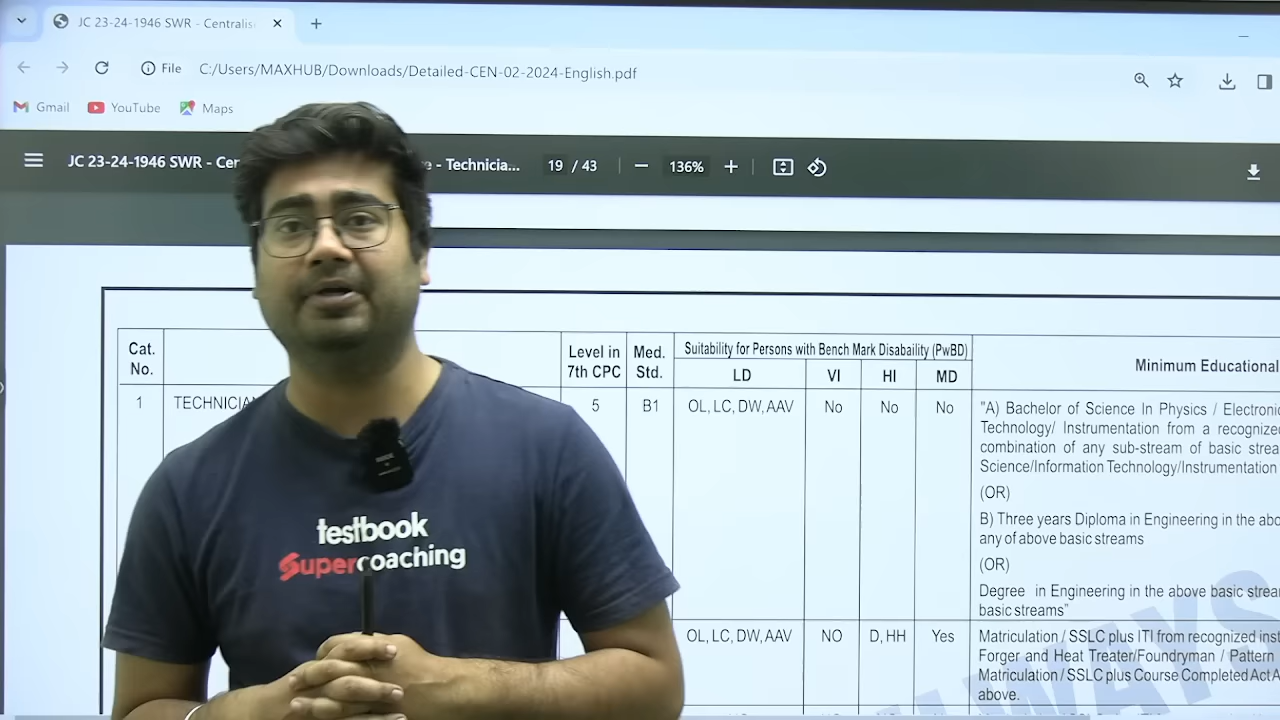 JC 23-24-1946 SWR - Centralis
File
C:/Users/MAXHUB/Downloads/Detailed-CEN-02-2024-English.pdf
Gmail
YouTube
Maps
JC 23-24-1946 SWR - Cen
e - Technicia...
19 / 43
136%
Cat. No.
Level in 7th CPC
Med. Std.
Suitability for Persons with Bench Mark Disabaility (PwBD)
LD
VI
HI
MD
Minimum Educational
1
TECHNICIAN
5
B1
OL, LC, DW, AAV
No
No
No
"A) Bachelor of Science In Physics / Electronic
Technology/ Instrumentation from a recognized
combination of any sub-stream of basic strea
Science/Information Technology/Instrumentation
(OR)
B) Three years Diploma in Engineering in the abo
any of above basic streams
(OR)
Degree in Engineering in the above basic strea
basic streams"
OL, LC, DW, AAV
NO
D, HH
Yes
Matriculation / SSLC plus ITI from recognized inst
Forger and Heat Treater/Foundryman / Pattern
Matriculation / SSLC plus Course Completed Act A
above.
testbook
Supercoaching